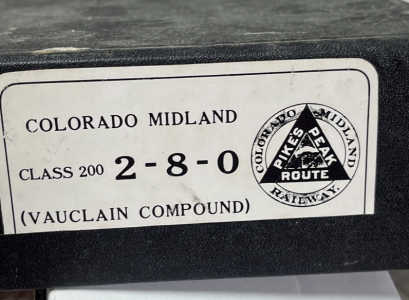 COLORADO MIDLAND
CLASS 200 2-8-0
(VAUCLAIN COMPOUND)
COLORADO MIDLAND
RAILWAY.
PIKES PEAK
ROUTE